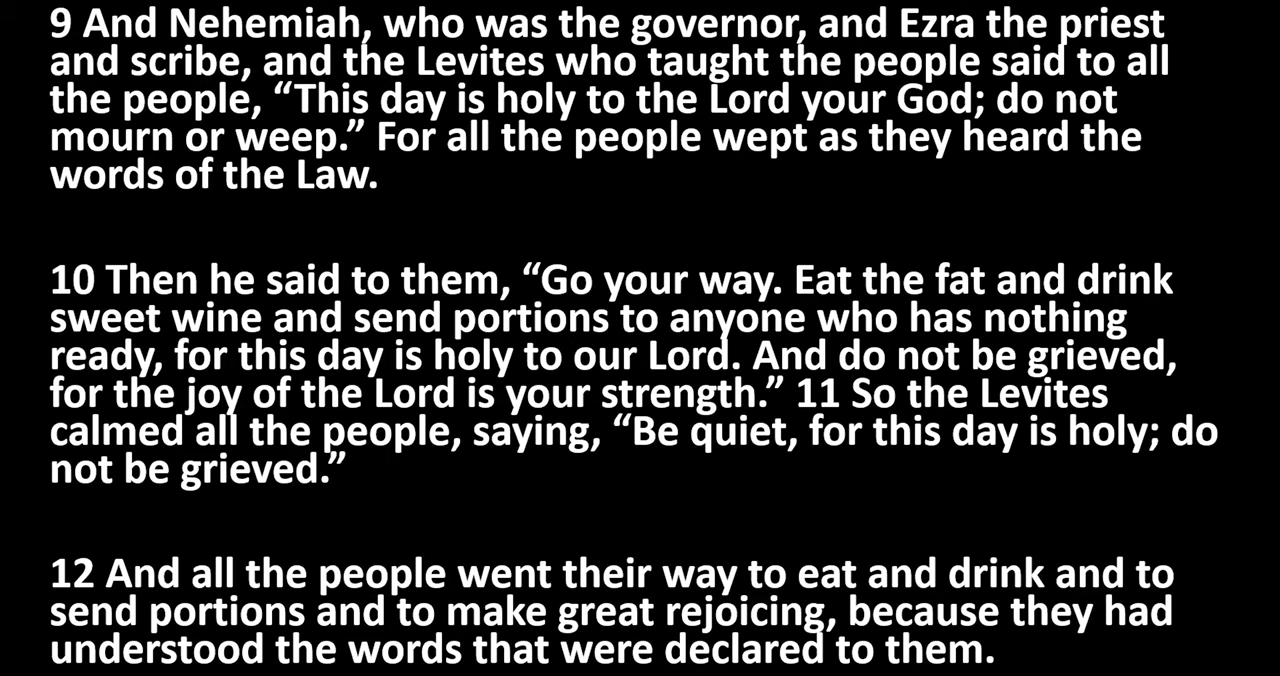 9 And Nehemiah, who was the governor, and Ezra the priest
and scribe, and the Levites who taught the people said to all
the people, “This day is holy to the Lord your God; do not
mourn or weep.” For all the people wept as they heard the
words of the Law.
10 Then he said to them, “Go your way. Eat the fat and drink
sweet wine and send portions to anyone who has nothing
ready, for this day is holy to our Lord. And do not be grieved,
for the joy of the Lord is your strength.” 11 So the Levites
calmed all the people, saying, “Be quiet, for this day is holy; do
not be grieved.”
12 And all the people went their way to eat and drink and to
send portions and to make great rejoicing, because they had
understood the words that were declared to them.